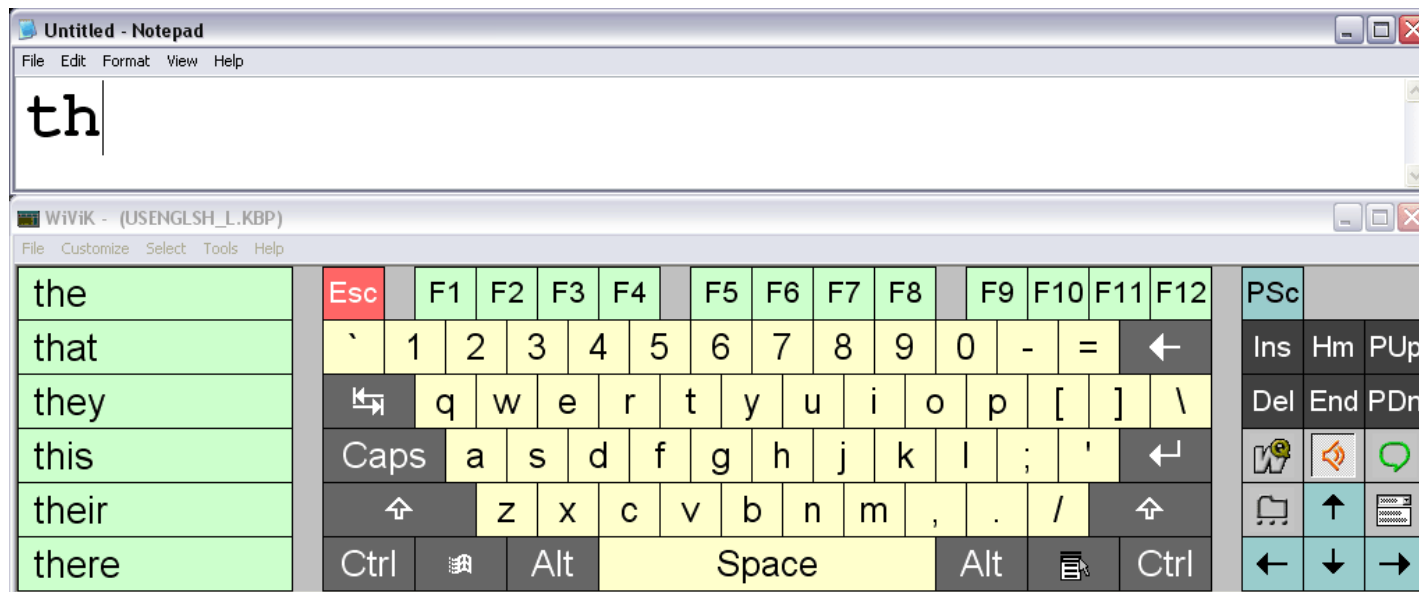 Untitled - Notepad
File Edit Format View Help
th
WiViK - (USENGLSH_L.KBP)
File Customize Select Tools Help
the Esc F1 F2 F3 F4 F5 F6 F7 F8 F9 F10 F11 F12 PSc
that ` 1 2 3 4 5 6 7 8 9 0 - = Ins Hm PUp
they q w e r t y u i o p [ ] \ Del End PDn
this Caps a s d f g h j k l ; '
their z x c v b n m , . /
there Ctrl Alt Space Alt Ctrl